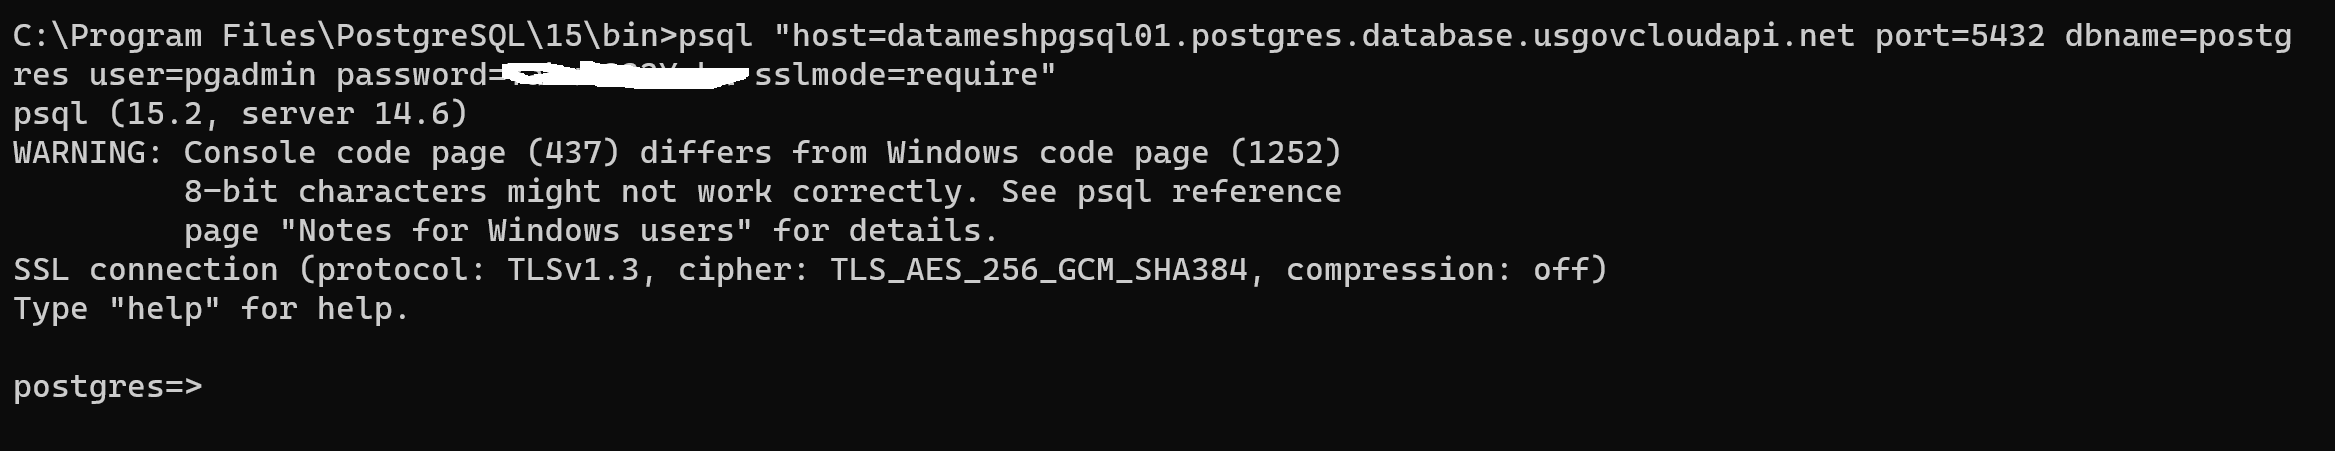 C:\Program Files\PostgreSQL\15\bin>psql "host=datameshpgsql01.postgres.database.usgovcloudapi.net port=5432 dbname=postg
res user=pgadmin password= sslmode=require"
psql (15.2, server 14.6)
WARNING: Console code page (437) differs from Windows code page (1252)
         8-bit characters might not work correctly. See psql reference
         page "Notes for Windows users" for details.
SSL connection (protocol: TLSv1.3, cipher: TLS_AES_256_GCM_SHA384, compression: off)
Type "help" for help.
postgres=>